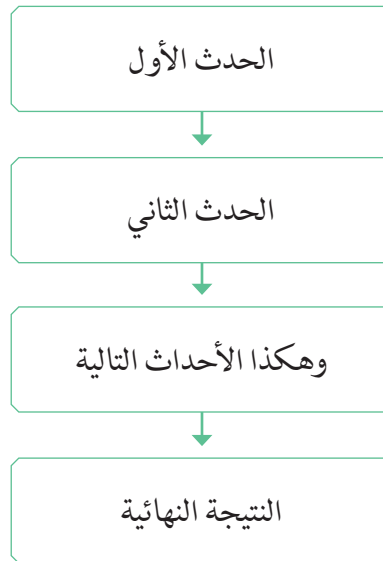 الحدث الأول
الحدث الثاني
وهكذا الأحداث التالية
النتيجة النهائية